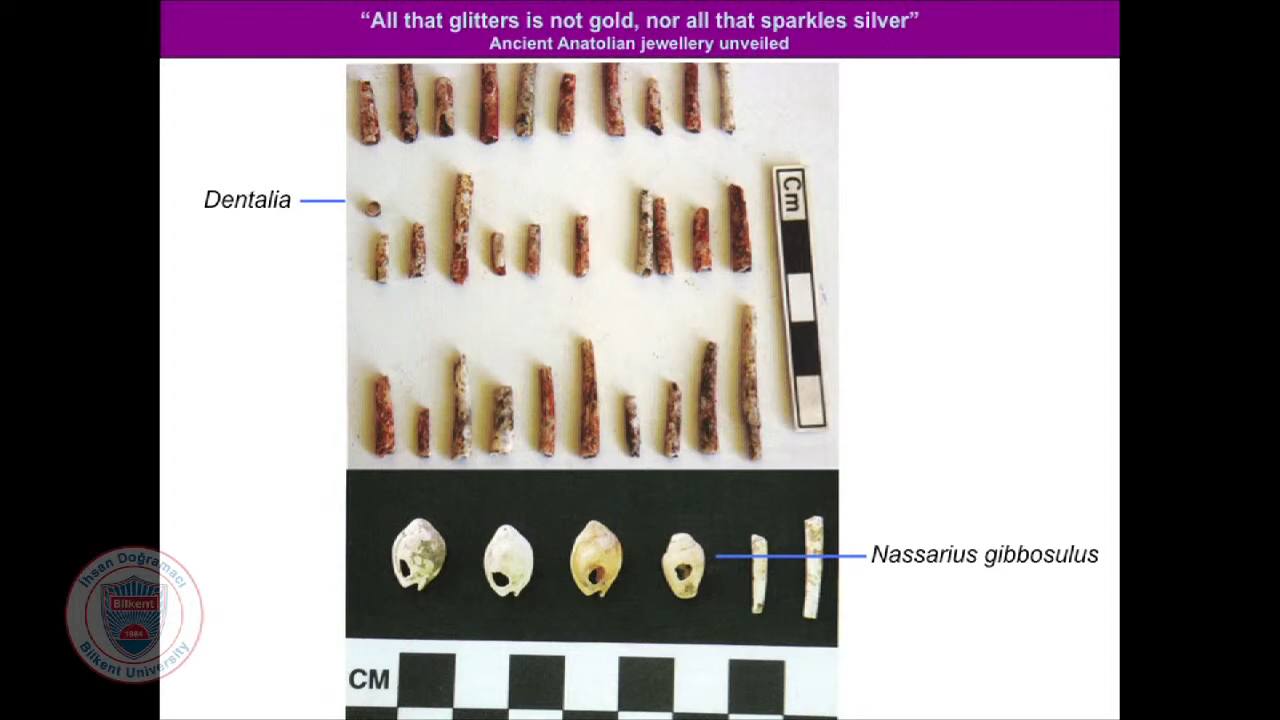 “All that glitters is not gold, nor all that sparkles silver”
Ancient Anatolian jewellery unveiled
Cm
Dentalia
Nassarius gibbosulus
İhsan Doğramacı
Bilkent
1984
Bilkent University
CM